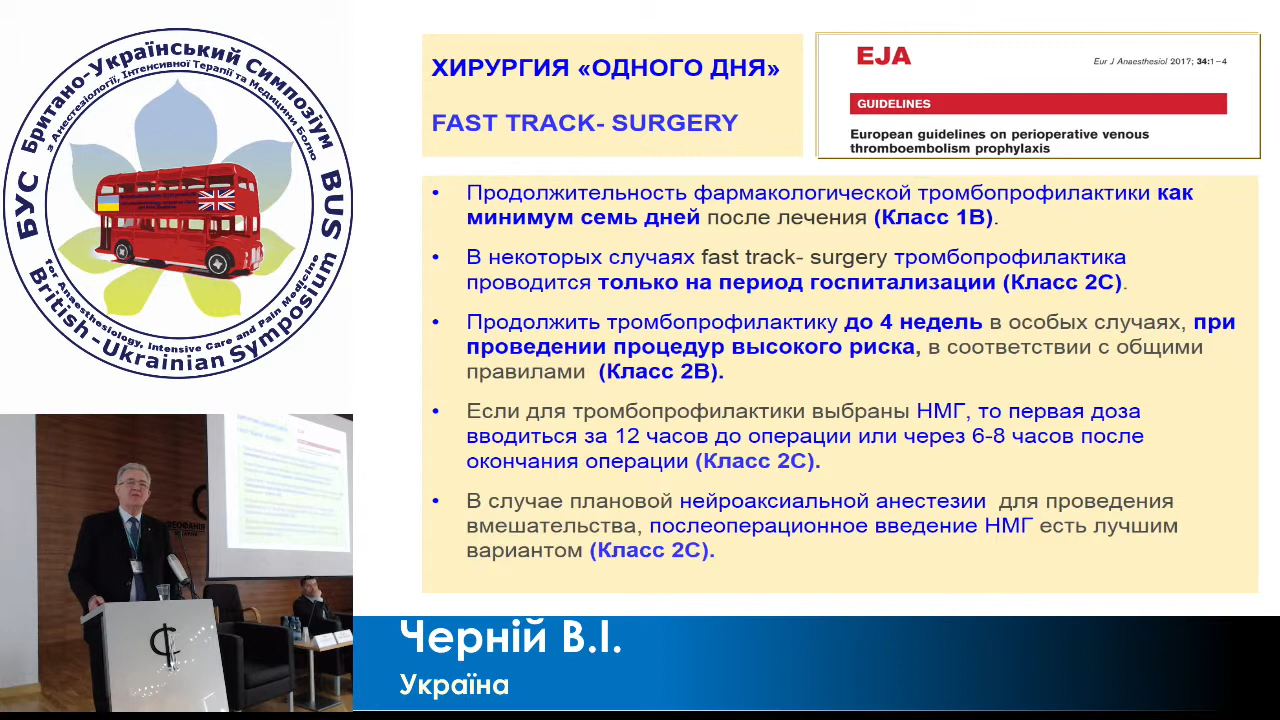 Британо-Український Симпозіум
з Анестезіології, Інтенсивної Терапії та Медицини Болю
БУС
BUS
for Anaesthesiology, Intensive Care and Pain Medicine
British-Ukrainian Symposium
ХИРУРГИЯ «ОДНОГО ДНЯ»
FAST TRACK- SURGERY
EJA
Eur J Anaesthesiol 2017; 34:1–4
GUIDELINES
European guidelines on perioperative venous
thromboembolism prophylaxis
• Продолжительность фармакологической тромбопрофилактики как
минимум семь дней после лечения (Класс 1В).
• В некоторых случаях fast track- surgery тромбопрофилактика
проводится только на период госпитализации (Класс 2С).
• Продолжить тромбопрофилактику до 4 недель в особых случаях, при
проведении процедур высокого риска, в соответствии с общими
правилами (Класс 2В).
• Если для тромбопрофилактики выбраны НМГ, то первая доза
вводиться за 12 часов до операции или через 6-8 часов после
окончания операции (Класс 2С).
• В случае плановой нейроаксиальной анестезии для проведения
вмешательства, послеоперационное введение НМГ есть лучшим
вариантом (Класс 2С).
ФЕОФАНІЯ
Черній В.І.
Україна